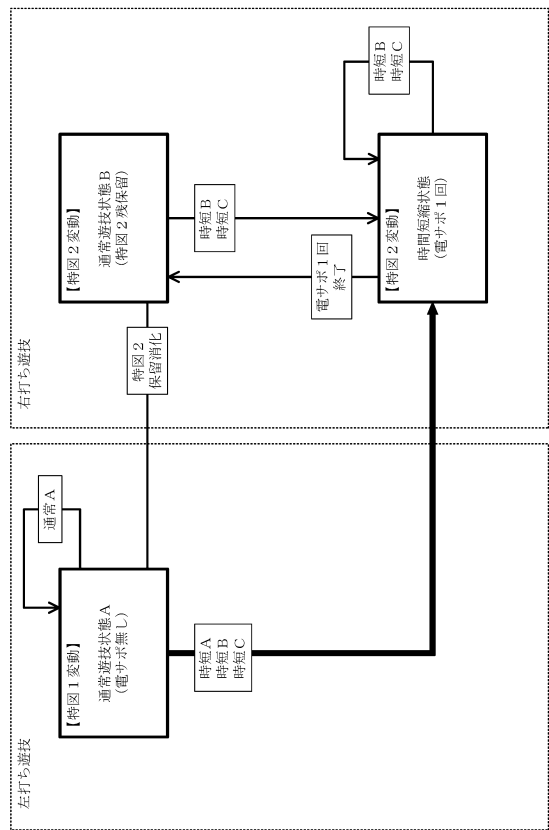 左打ち遊技
【特図１変動】
通常遊技状態Ａ
（電サポ無し）
通常Ａ
時短Ａ
時短Ｂ
時短Ｃ
右打ち遊技
特図２
保留消化
【特図２変動】
通常遊技状態Ｂ
（特図２残保留）
時短Ｂ
時短Ｃ
電サポ１回
終了
【特図２変動】
時間短縮状態
（電サポ１回）
時短Ｂ
時短Ｃ